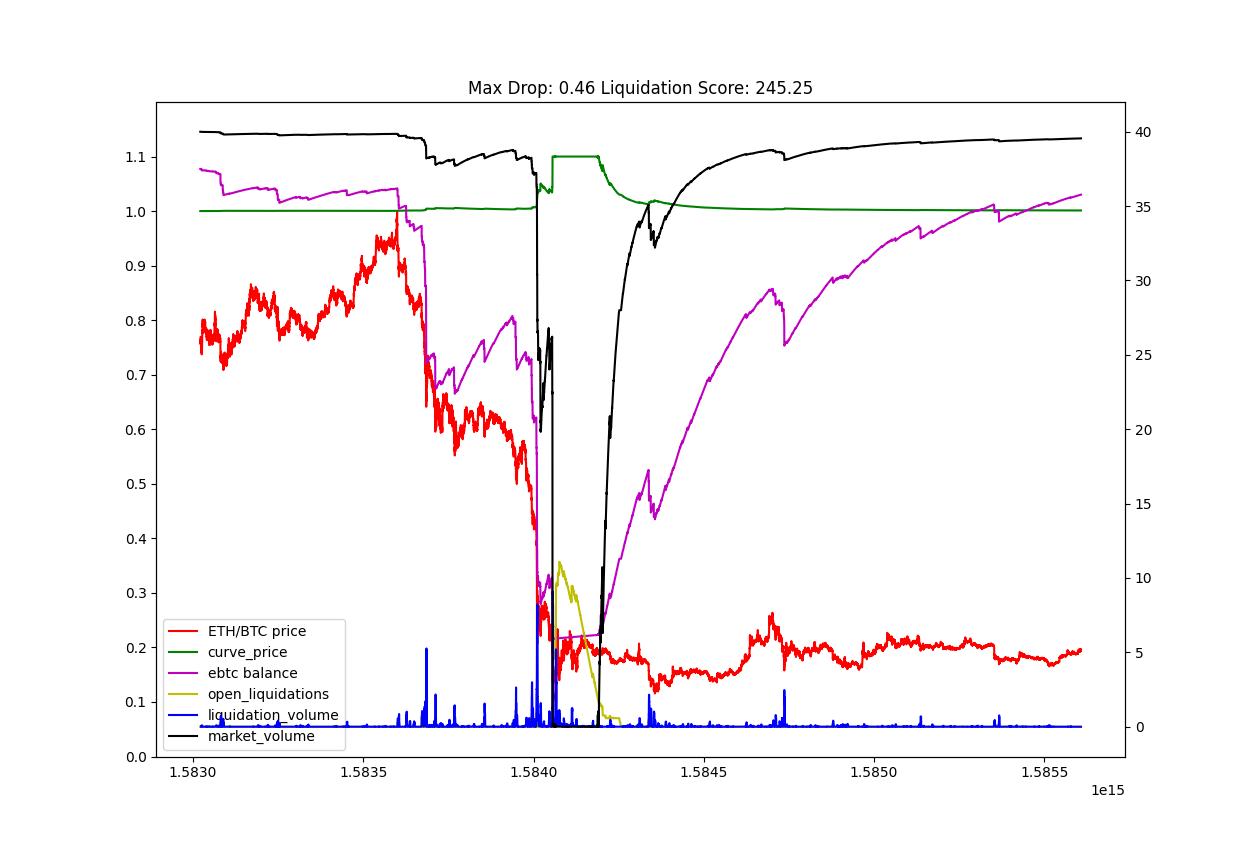 Max Drop: 0.46 Liquidation Score: 245.25
1.1
1.0
0.9
0.8
0.7
0.6
0.5
0.4
0.3
0.2
0.1
0.0
40
35
30
25
20
15
10
5
0
ETH/BTC price
curve_price
ebtc balance
open_liquidations
liquidation_volume
market_volume
1.5830 1.5835 1.5840 1.5845 1.5850 1.5855
1e15